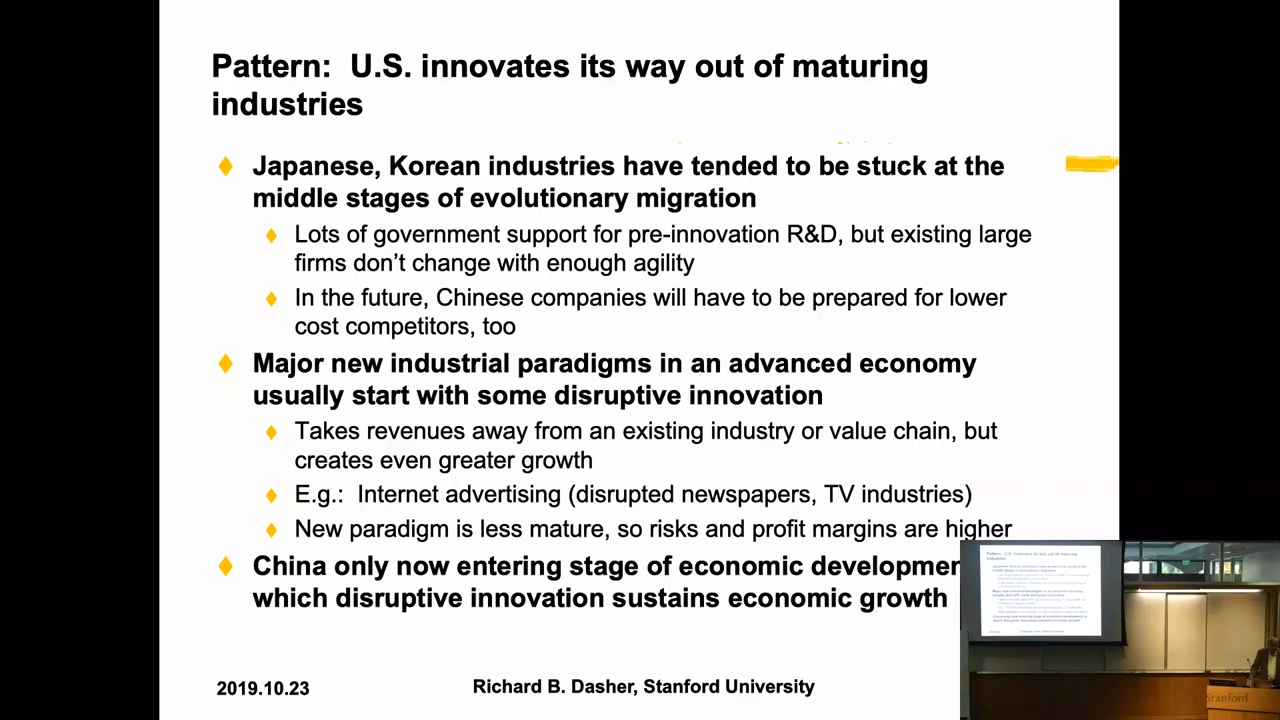 Pattern: U.S. innovates its way out of maturing
industries
Japanese, Korean industries have tended to be stuck at the
middle stages of evolutionary migration
Lots of government support for pre-innovation R&D, but existing large
firms don't change with enough agility
In the future, Chinese companies will have to be prepared for lower
cost competitors, too
Major new industrial paradigms in an advanced economy
usually start with some disruptive innovation
Takes revenues away from an existing industry or value chain, but
creates even greater growth
E.g.: Internet advertising (disrupted newspapers, TV industries)
New paradigm is less mature, so risks and profit margins are higher
China only now entering stage of economic
which disruptive innovation sustains economic growth
2019.10.23
Richard B. Dasher, Stanford University
Stanford